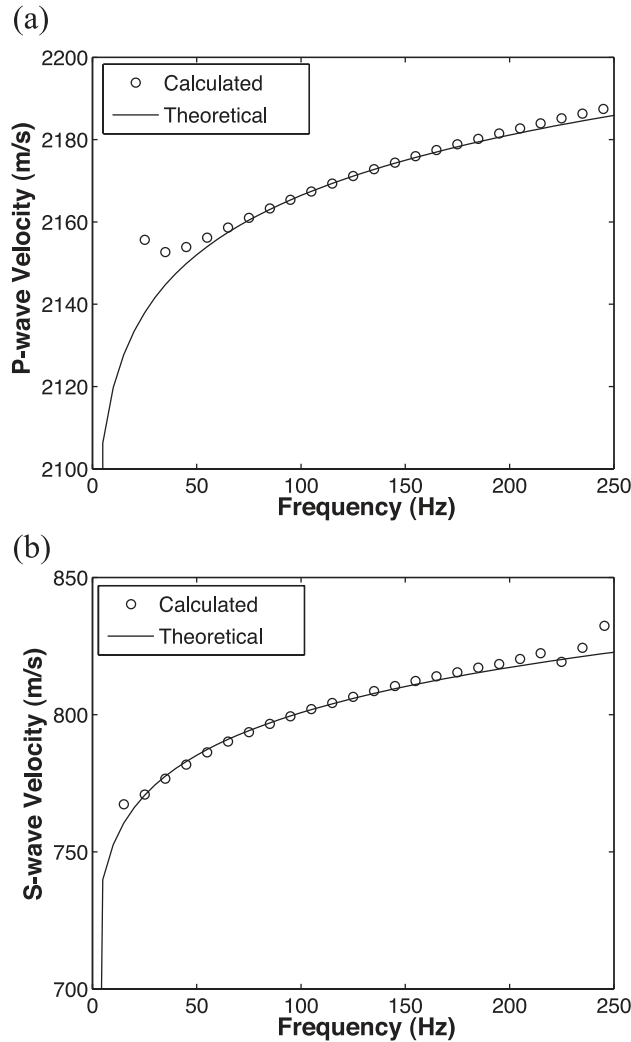 (a)
2200
2180
2160
2140
2120
2100
P-wave Velocity (m/s)
Calculated
Theoretical
0 50 100 150 200 250
Frequency (Hz)
(b)
850
800
750
700
S-wave Velocity (m/s)
Calculated
Theoretical
0 50 100 150 200 250
Frequency (Hz)